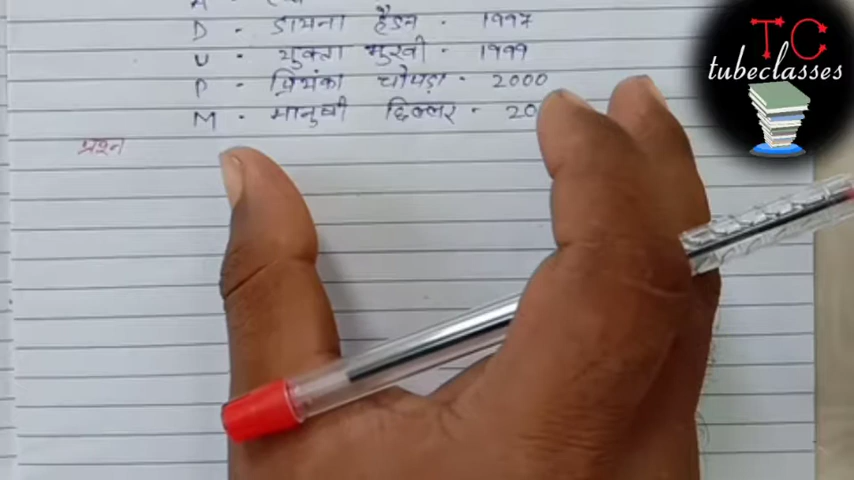 D - डायना हैडन - 1997
U - युक्ता मुखी - 1999
P - प्रियंका चोपड़ा - 2000
M - मानुषी छिल्लर - 20
प्रश्न
TC
tubeclasses